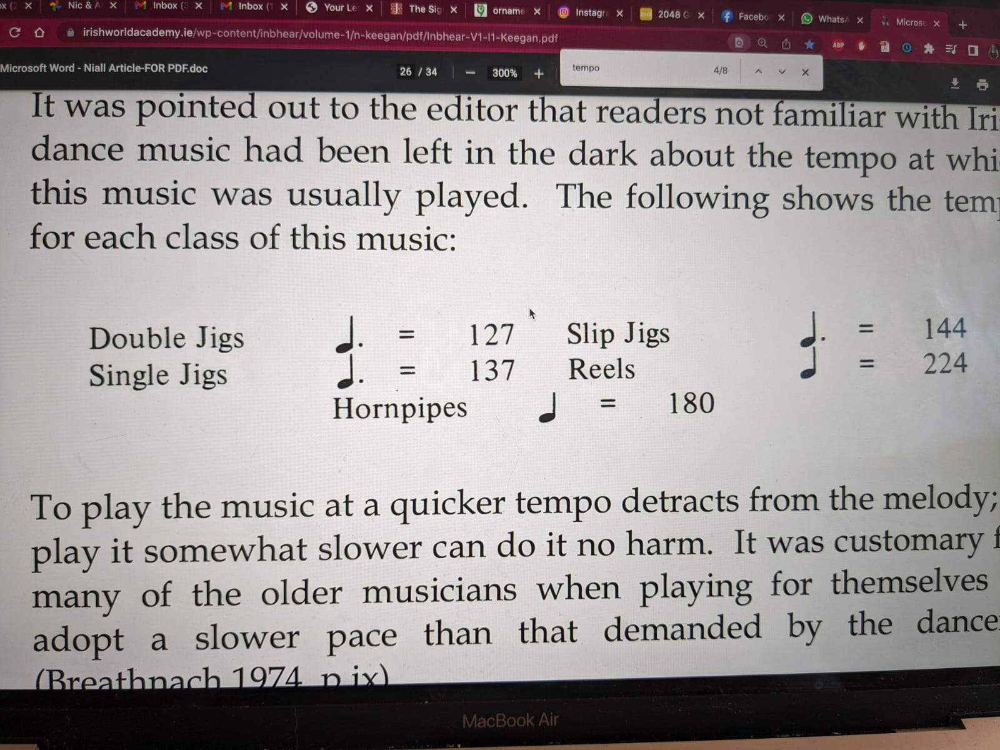 Nic & A
Inbox (
Inbox (1
Your Le
The Sig
orname
Instagr
2048 G
Facebo
WhatsA
Microso
irishworldacademy.ie/wp-content/inbhear/volume-1/n-keegan/pdf/Inbhear-V1-I1-Keegan.pdf
ABP
Microsoft Word - Niall Article-FOR PDF.doc
26 / 34
300%
tempo
4/8
It was pointed out to the editor that readers not familiar with Iri
dance music had been left in the dark about the tempo at whi
this music was usually played. The following shows the tem
for each class of this music:
Double Jigs ♩. = 127 Slip Jigs ♩. = 144
Single Jigs ♩. = 137 Reels ♩ = 224
Hornpipes ♩ = 180
To play the music at a quicker tempo detracts from the melody;
play it somewhat slower can do it no harm. It was customary f
many of the older musicians when playing for themselves
adopt a slower pace than that demanded by the dance
(Breathnach 1974 p ix)
MacBook Air